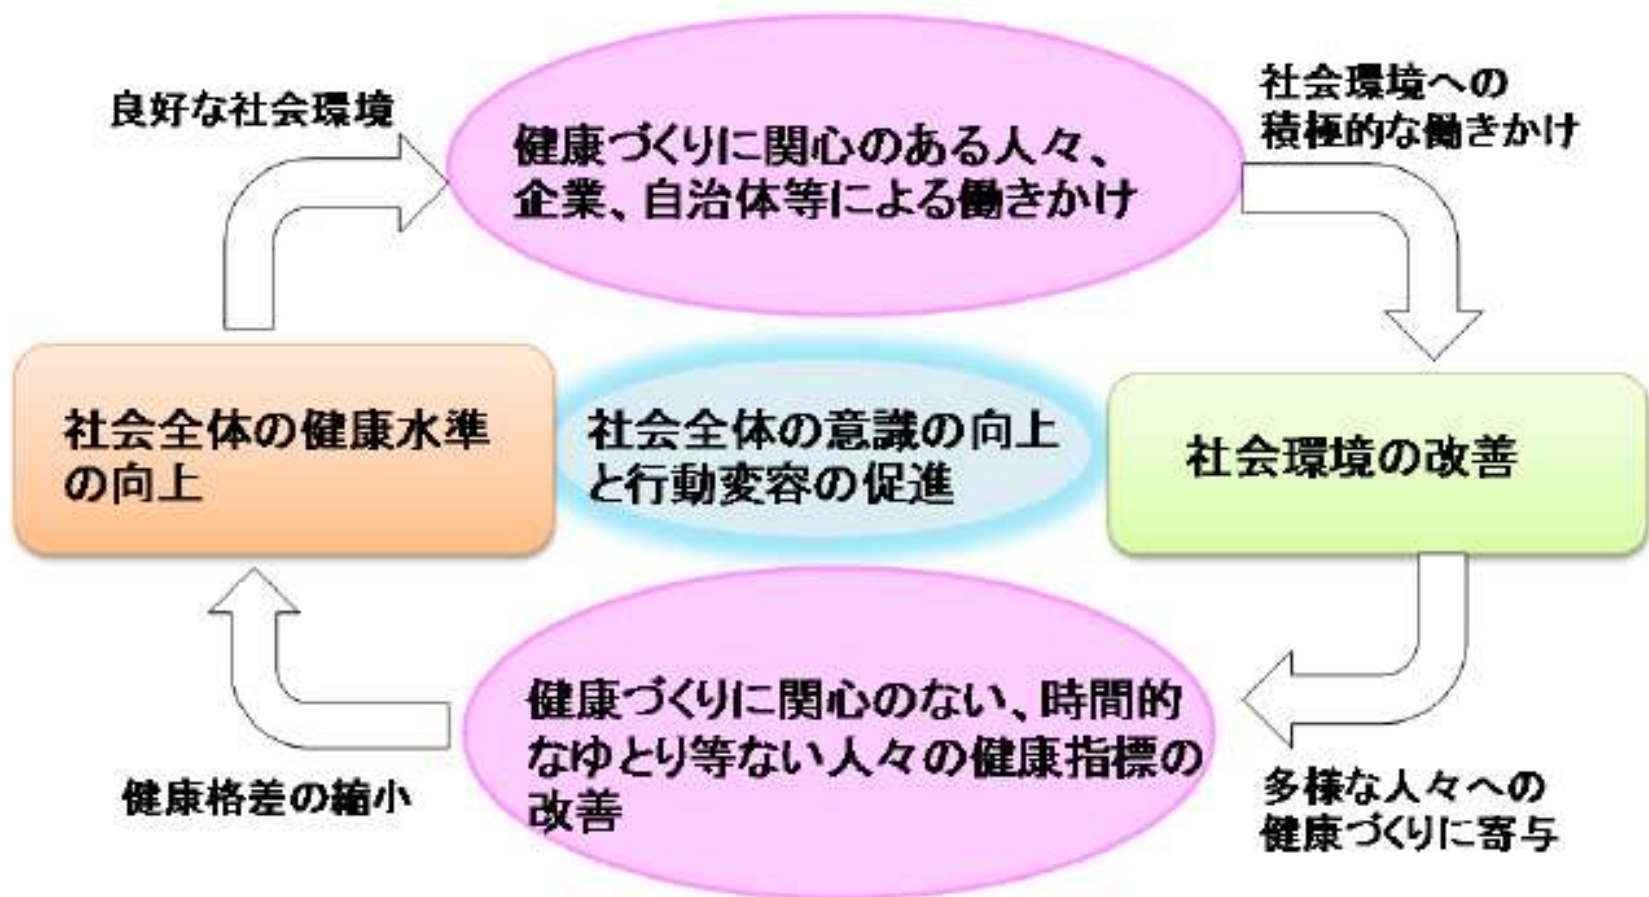 良好な社会環境
健康づくりに関心のある人々、
企業、自治体等による働きかけ
社会環境への
積極的な働きかけ
社会全体の健康水準
の向上
社会全体の意識の向上
と行動変容の促進
社会環境の改善
健康づくりに関心のない、時間的
なゆとり等ない人々の健康指標の
改善
健康格差の縮小
多様な人々への
健康づくりに寄与